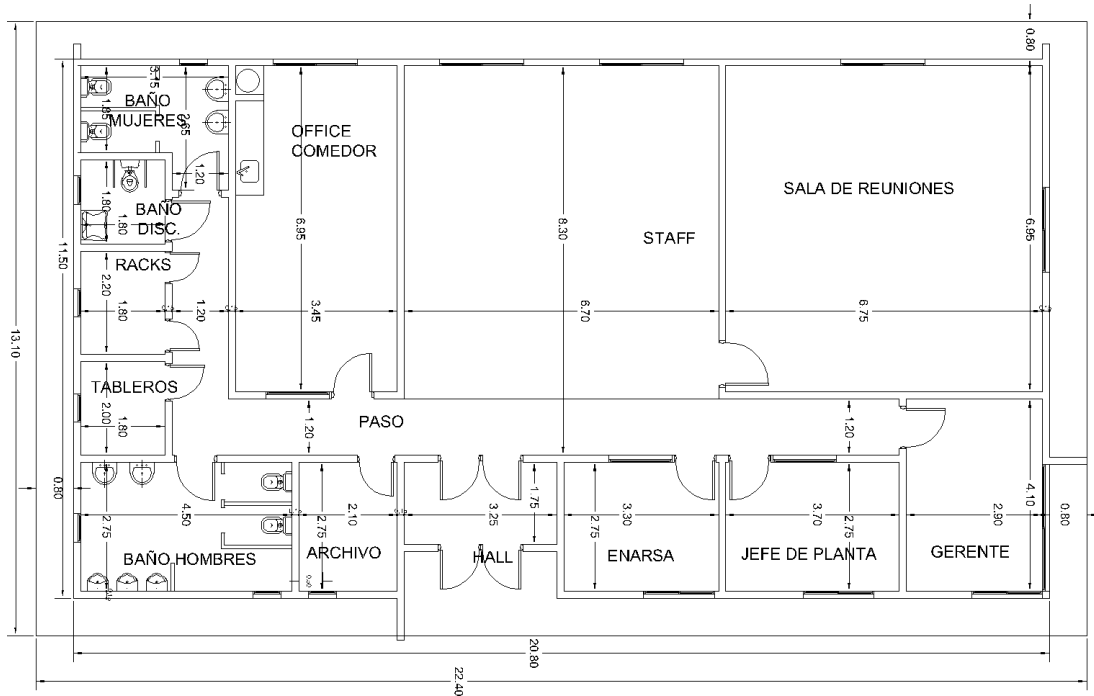 0.80
3.15
BAÑO
MUJERES
1.85
2.65
1.20
OFFICE
COMEDOR
SALA DE REUNIONES
1.80
BAÑO
DISC.
1.80
6.95
8.30
STAFF
6.95
11.50
RACKS
2.20
1.80
1.20
3.45
6.70
6.75
13.10
TABLEROS
2.00
1.80
PASO
1.20
1.20
0.80
4.50
2.75
BAÑO HOMBRES
2.10
2.75
ARCHIVO
1.75
3.25
HALL
3.30
2.75
ENARSA
3.70
2.75
JEFE DE PLANTA
4.10
2.90
GERENTE
0.80
20.80
22.40